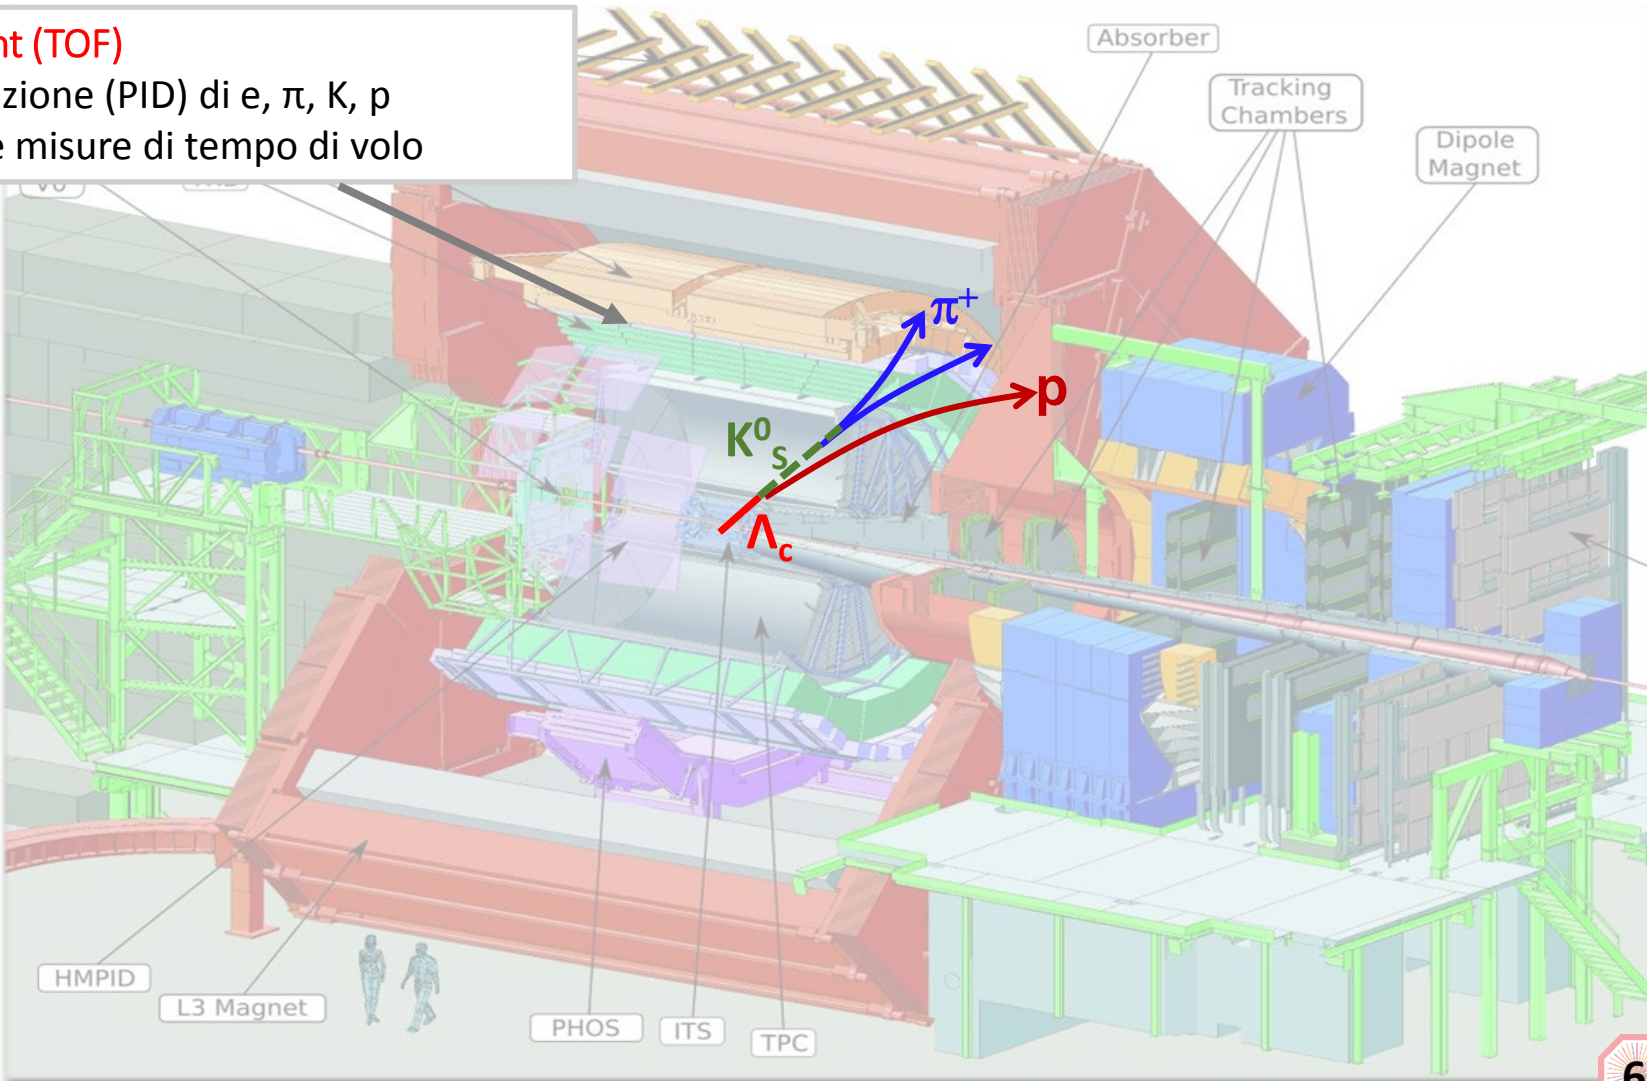 nt (TOF)
zione (PID) di e, π, K, p
e misure di tempo di volo
Absorber
Tracking
Chambers
Dipole
Magnet
π⁺
p
K⁰s
Λc
HMPID
L3 Magnet
PHOS
ITS
TPC
6